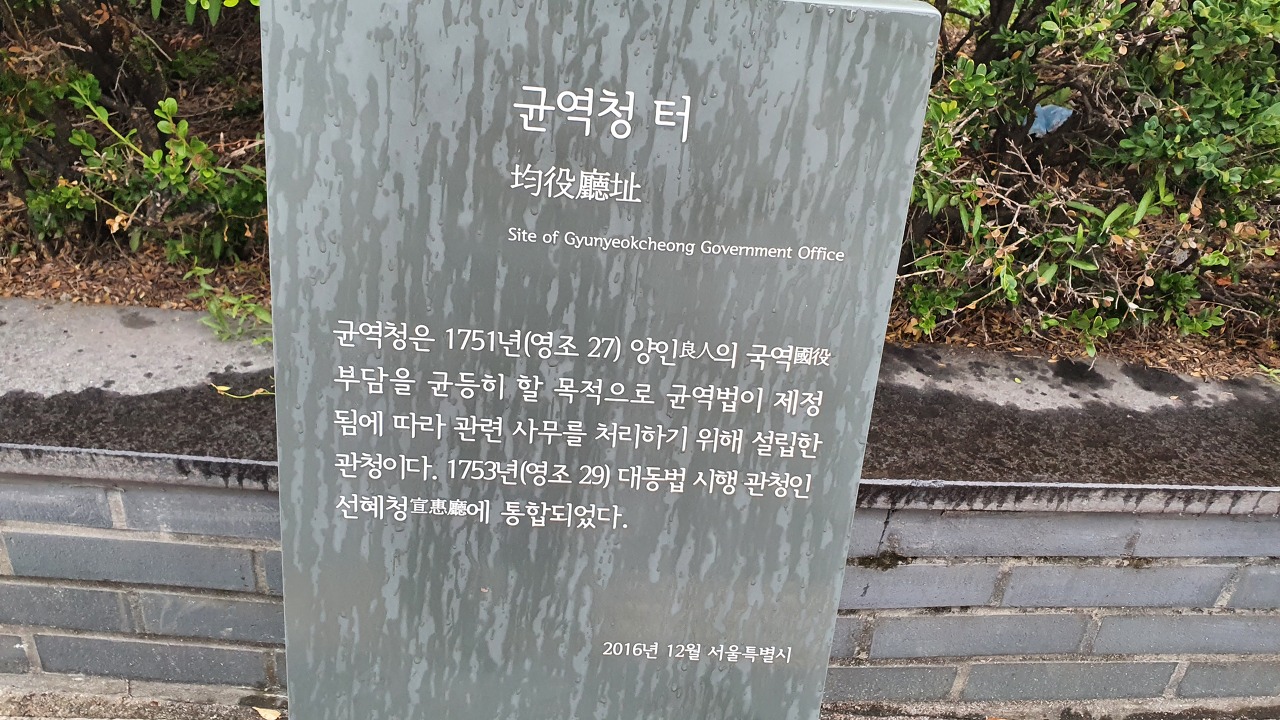 균역청 터
均役廳址
Site of Gyunyeokcheong Government Office
균역청은 1751년(영조 27) 양인良人의 국역國役
부담을 균등히 할 목적으로 균역법이 제정
됨에 따라 관련 사무를 처리하기 위해 설립한
관청이다. 1753년(영조 29) 대동법 시행 관청인
선혜청宣惠廳에 통합되었다.
2016년 12월 서울특별시